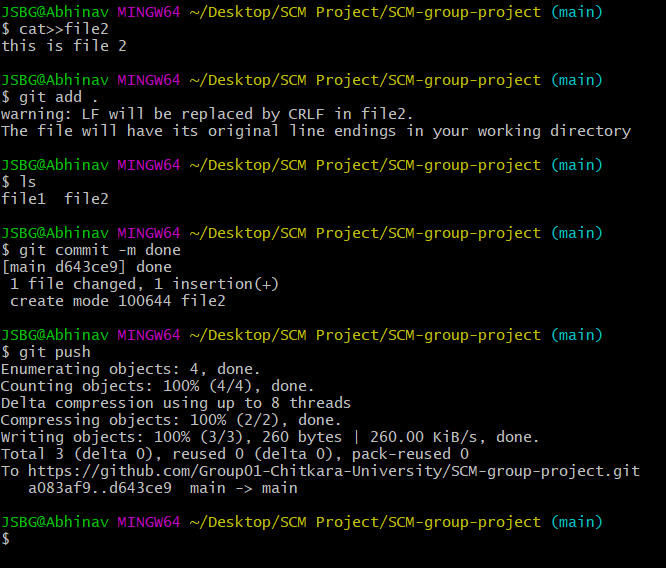 JSBG@Abhinav MINGW64 ~/Desktop/SCM Project/SCM-group-project (main)
$ cat>>file2
this is file 2
JSBG@Abhinav MINGW64 ~/Desktop/SCM Project/SCM-group-project (main)
$ git add .
warning: LF will be replaced by CRLF in file2.
The file will have its original line endings in your working directory
JSBG@Abhinav MINGW64 ~/Desktop/SCM Project/SCM-group-project (main)
$ ls
file1  file2
JSBG@Abhinav MINGW64 ~/Desktop/SCM Project/SCM-group-project (main)
$ git commit -m done
[main d643ce9] done
 1 file changed, 1 insertion(+)
 create mode 100644 file2
JSBG@Abhinav MINGW64 ~/Desktop/SCM Project/SCM-group-project (main)
$ git push
Enumerating objects: 4, done.
Counting objects: 100% (4/4), done.
Delta compression using up to 8 threads
Compressing objects: 100% (2/2), done.
Writing objects: 100% (3/3), 260 bytes | 260.00 KiB/s, done.
Total 3 (delta 0), reused 0 (delta 0), pack-reused 0
To https://github.com/Group01-Chitkara-University/SCM-group-project.git
   a083af9..d643ce9  main -> main
JSBG@Abhinav MINGW64 ~/Desktop/SCM Project/SCM-group-project (main)
$